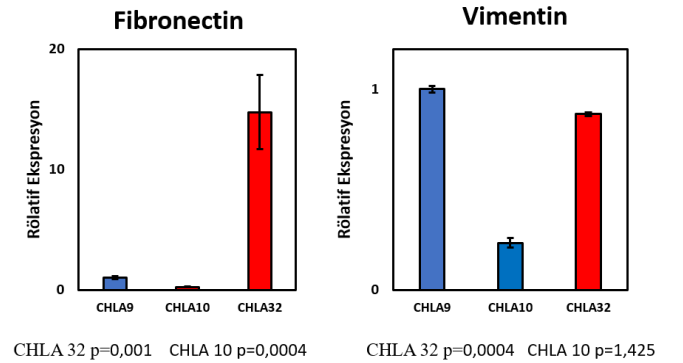 Fibronectin
20
10
0
Rölatif Ekspresyon
CHLA9 CHLA10 CHLA32
CHLA 32 p=0,001 CHLA 10 p=0,0004
Vimentin
1
0
Rölatif Ekspresyon
CHLA9 CHLA10 CHLA32
CHLA 32 p=0,0004 CHLA 10 p=1,425